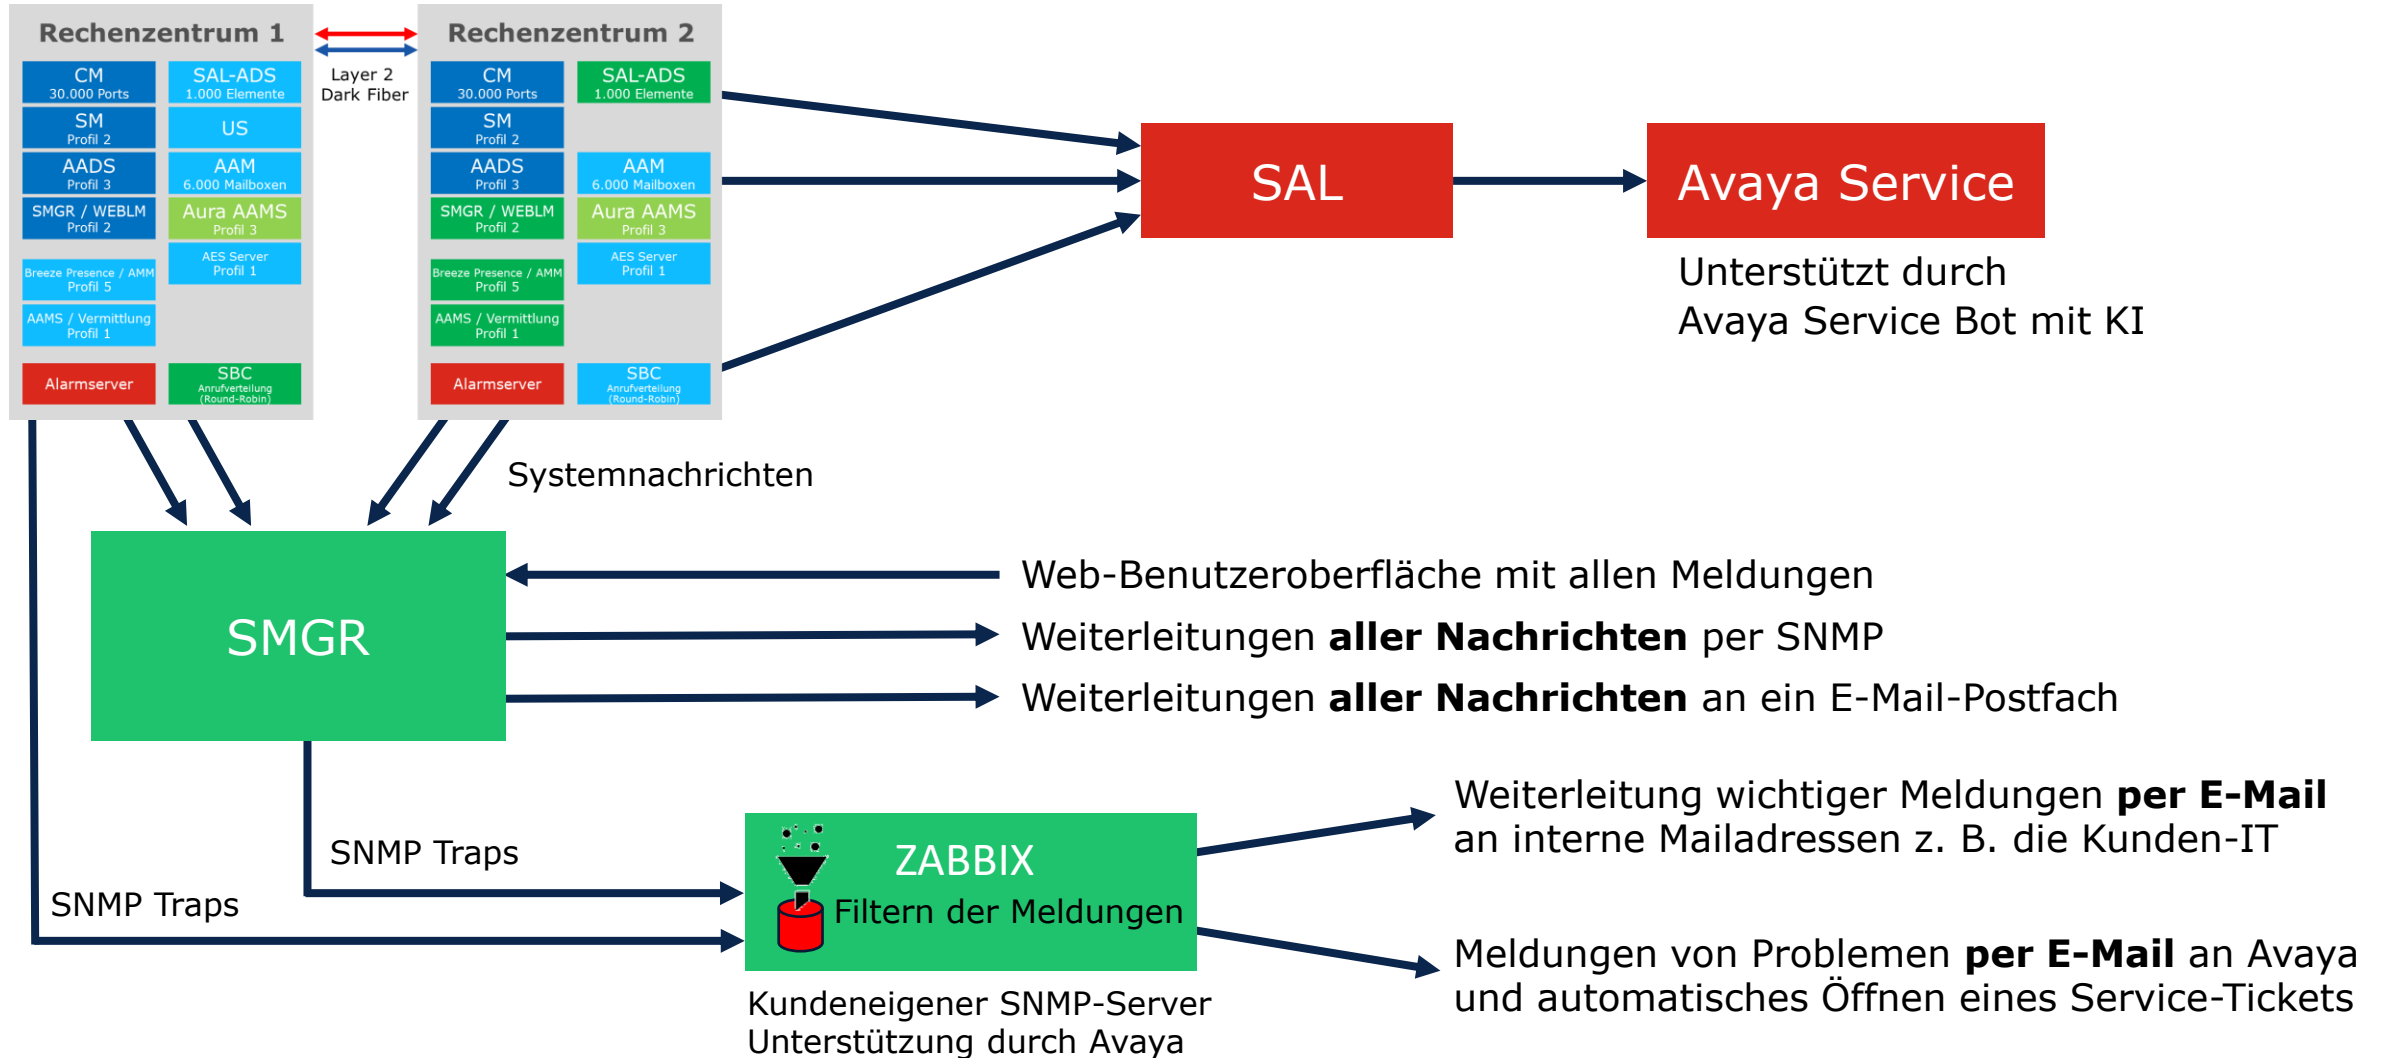 Rechenzentrum 1
CM
30.000 Ports
SAL-ADS
1.000 Elemente
SM
Profil 2
US
AADS
Profil 3
AAM
6.000 Mailboxen
SMGR / WEBLM
Profil 2
Aura AAMS
Profil 3
AES Server
Profil 1
Breeze Presence / AMM
Profil 5
AAMS / Vermittlung
Profil 1
Alarmserver
SBC
Anrufverteilung
(Round-Robin)
Layer 2
Dark Fiber
Rechenzentrum 2
CM
30.000 Ports
SAL-ADS
1.000 Elemente
SM
Profil 2
AADS
Profil 3
AAM
6.000 Mailboxen
SMGR / WEBLM
Profil 2
Aura AAMS
Profil 3
AES Server
Profil 1
Breeze Presence / AMM
Profil 5
AAMS / Vermittlung
Profil 1
Alarmserver
SBC
Anrufverteilung
(Round-Robin)
SAL
Avaya Service
Unterstützt durch
Avaya Service Bot mit KI
Systemnachrichten
SMGR
Web-Benutzeroberfläche mit allen Meldungen
Weiterleitungen aller Nachrichten per SNMP
Weiterleitungen aller Nachrichten an ein E-Mail-Postfach
SNMP Traps
SNMP Traps
ZABBIX
Filtern der Meldungen
Kundeneigener SNMP-Server
Unterstützung durch Avaya
Weiterleitung wichtiger Meldungen per E-Mail
an interne Mailadressen z. B. die Kunden-IT
Meldungen von Problemen per E-Mail an Avaya
und automatisches Öffnen eines Service-Tickets